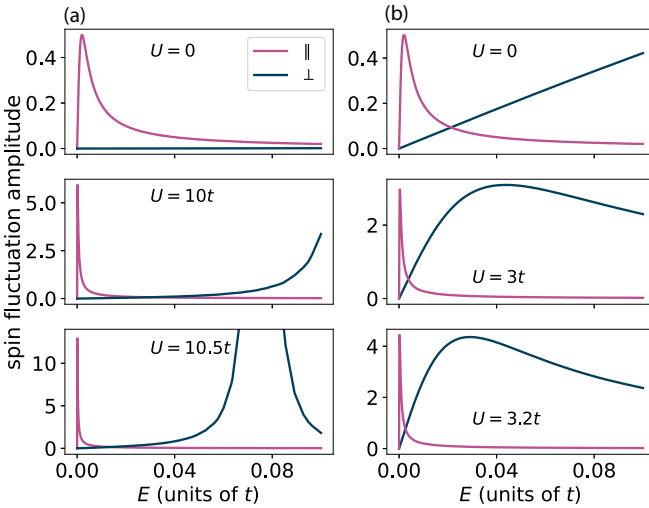 (a)
(b)
spin fluctuation amplitude
0.4
0.2
0.0
U = 0
∥
⊥
0.4
0.2
0.0
U = 0
5.0
2.5
0.0
U = 10t
2
0
U = 3t
10
5
0
U = 10.5t
4
2
0
U = 3.2t
0.00 0.04 0.08
E (units of t)
0.00 0.04 0.08
E (units of t)